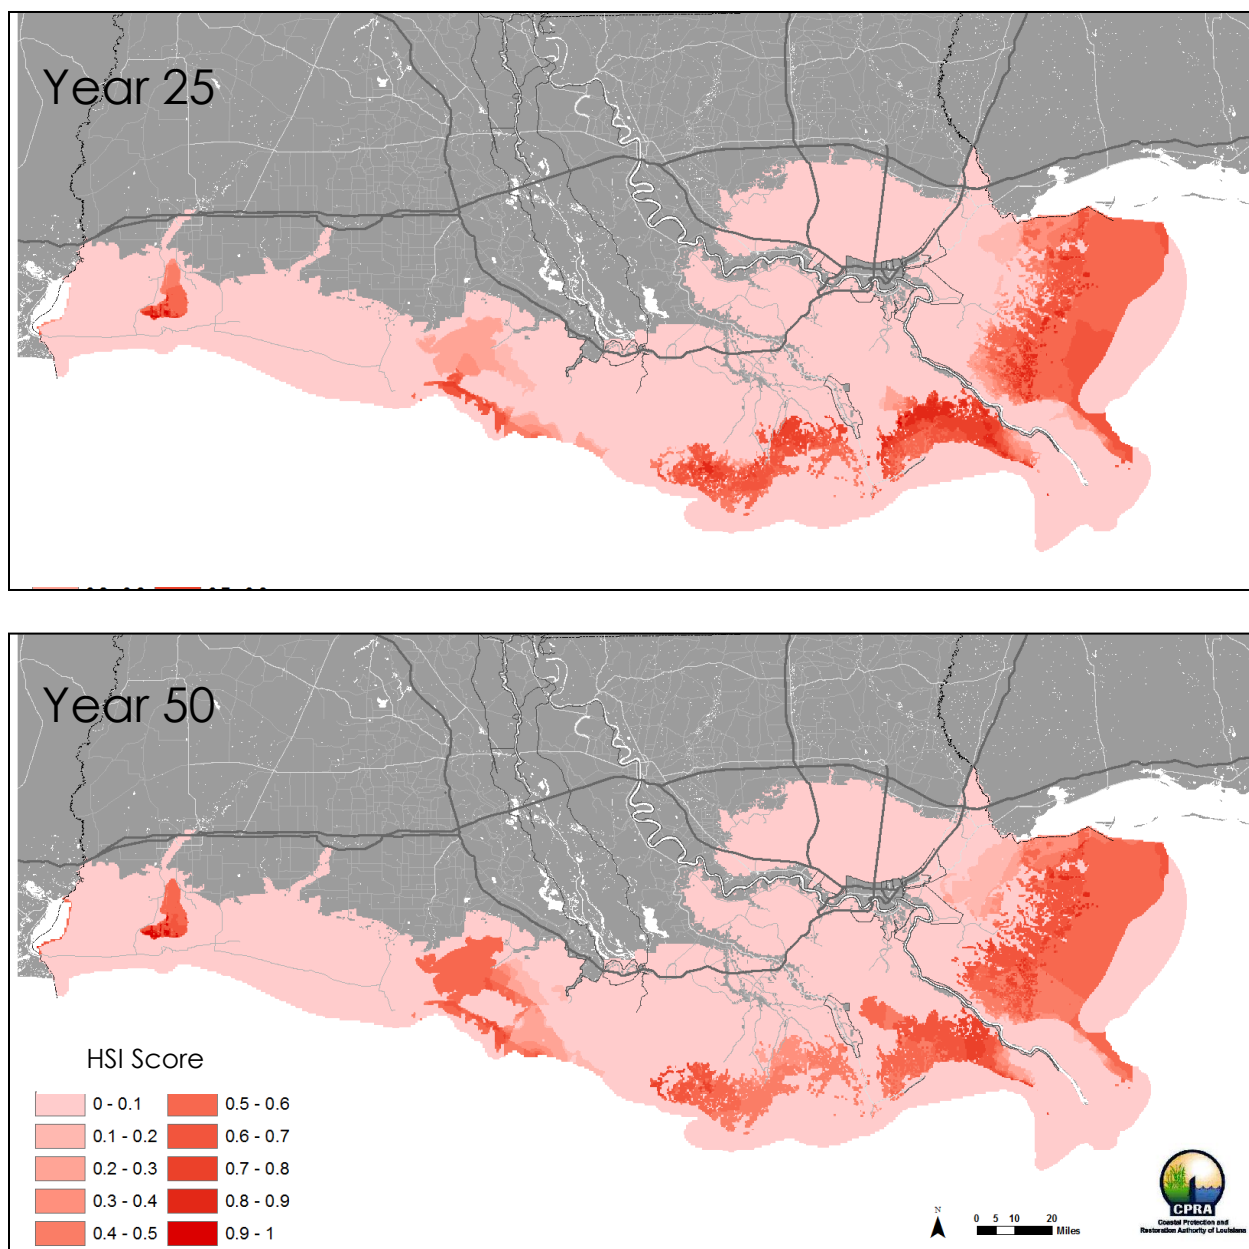 Year 25
Year 50
HSI Score
0 - 0.1
0.5 - 0.6
0.1 - 0.2
0.6 - 0.7
0.2 - 0.3
0.7 - 0.8
0.3 - 0.4
0.8 - 0.9
0.4 - 0.5
0.9 - 1
N
0 5 10 20
Miles
CPRA
Coastal Protection and
Restoration Authority of Louisiana